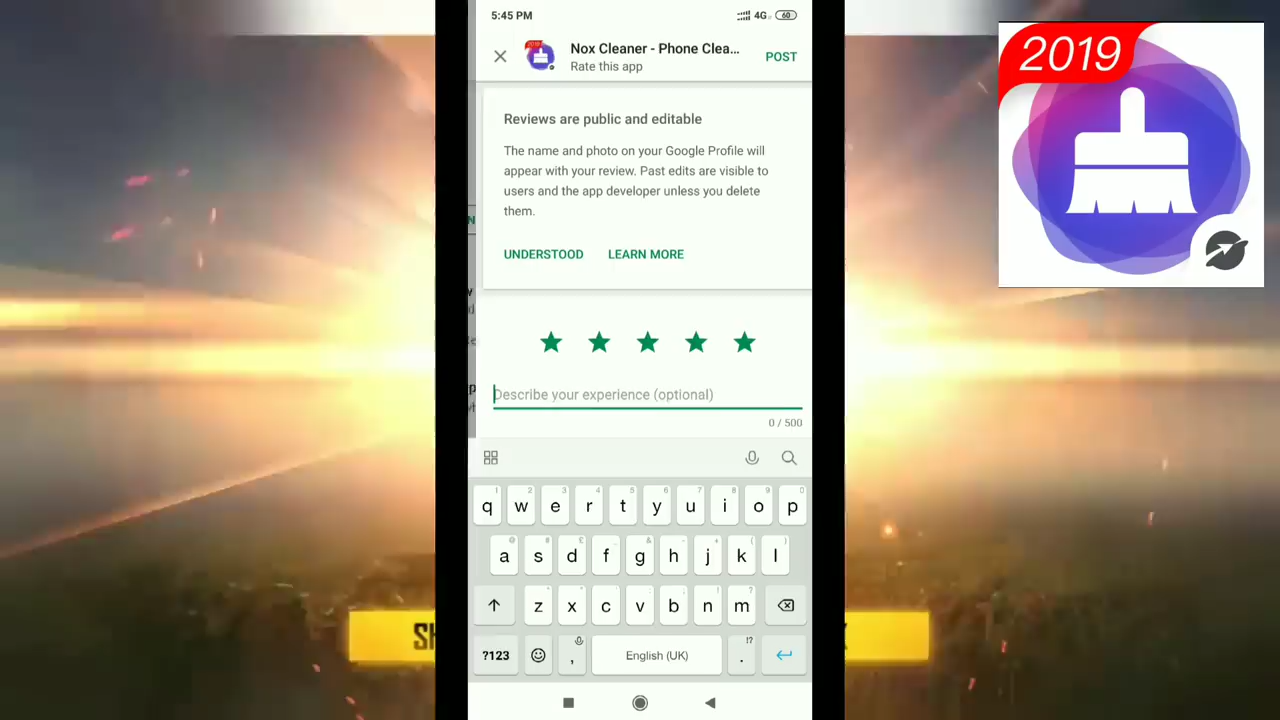 5:45 PM
4G
60
Nox Cleaner - Phone Clea...
Rate this app
POST
2019
Reviews are public and editable
The name and photo on your Google Profile will
appear with your review. Past edits are visible to
users and the app developer unless you delete
them.
UNDERSTOOD
LEARN MORE
Describe your experience (optional)
0 / 500
q w e r t y u i o p
a s d f g h j k l
z x c v b n m
?123
,
English (UK)
.
!?